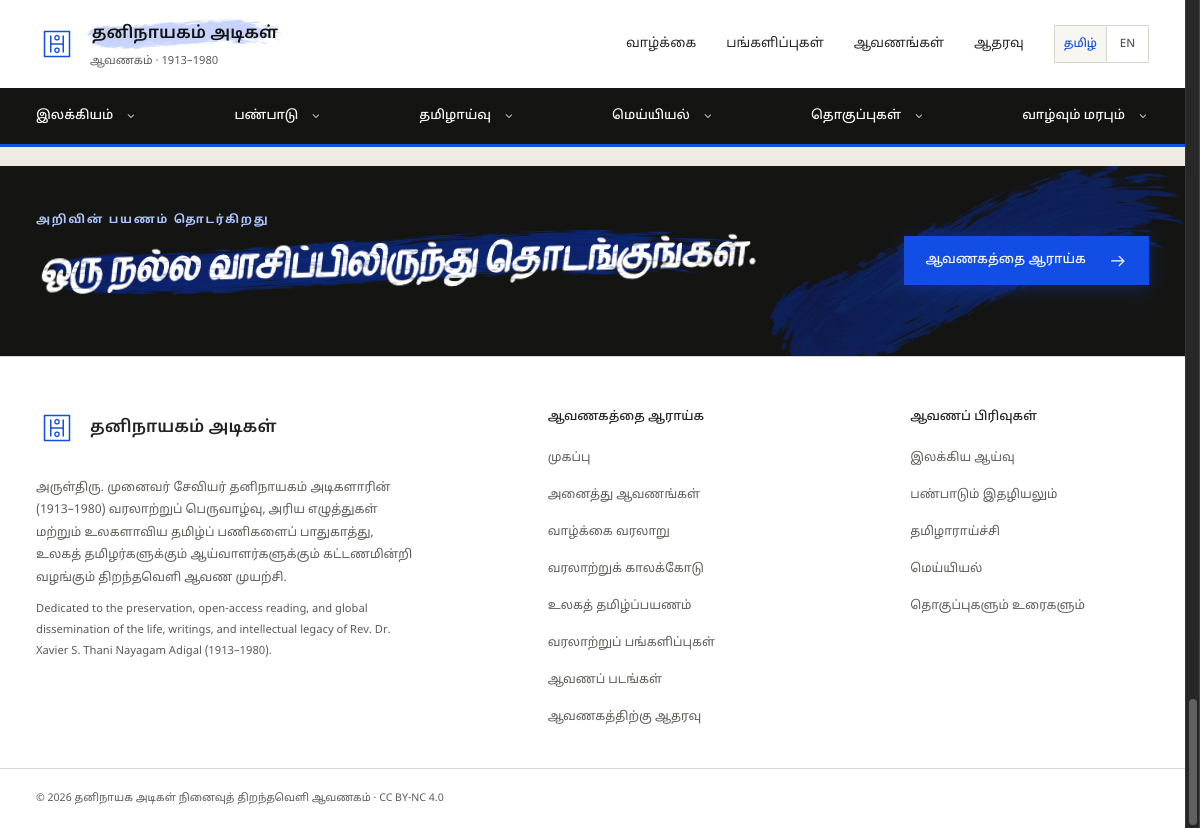 தனிநாயகம் அடிகள்
ஆவணகம் · 1913–1980
வாழ்க்கை பங்களிப்புகள் ஆவணங்கள் ஆதரவு தமிழ் EN
இலக்கியம் பண்பாடு தமிழாய்வு மெய்யியல் தொகுப்புகள் வாழ்வும் மரபும்
அறிவின் பயணம் தொடர்கிறது
ஒரு நல்ல வாசிப்பிலிருந்து தொடங்குங்கள்.
ஆவணகத்தை ஆராய்க →
தனிநாயகம் அடிகள்
அருள்திரு. முனைவர் சேவியர் தனிநாயகம் அடிகளாரின்
(1913–1980) வரலாற்றுப் பெருவாழ்வு, அரிய எழுத்துகள்
மற்றும் உலகளாவிய தமிழ்ப் பணிகளைப் பாதுகாத்து,
உலகத் தமிழர்களுக்கும் ஆய்வாளர்களுக்கும் கட்டணமின்றி
வழங்கும் திறந்தவெளி ஆவண முயற்சி.
Dedicated to the preservation, open-access reading, and global
dissemination of the life, writings, and intellectual legacy of Rev. Dr.
Xavier S. Thani Nayagam Adigal (1913–1980).
ஆவணகத்தை ஆராய்க
முகப்பு
அனைத்து ஆவணங்கள்
வாழ்க்கை வரலாறு
வரலாற்றுக் காலக்கோடு
உலகத் தமிழ்ப்பயணம்
வரலாற்றுப் பங்களிப்புகள்
ஆவணப் படங்கள்
ஆவணகத்திற்கு ஆதரவு
ஆவணப் பிரிவுகள்
இலக்கிய ஆய்வு
பண்பாடும் இதழியலும்
தமிழாராய்ச்சி
மெய்யியல்
தொகுப்புகளும் உரைகளும்
© 2026 தனிநாயக அடிகள் நினைவுத் திறந்தவெளி ஆவணகம் · CC BY-NC 4.0